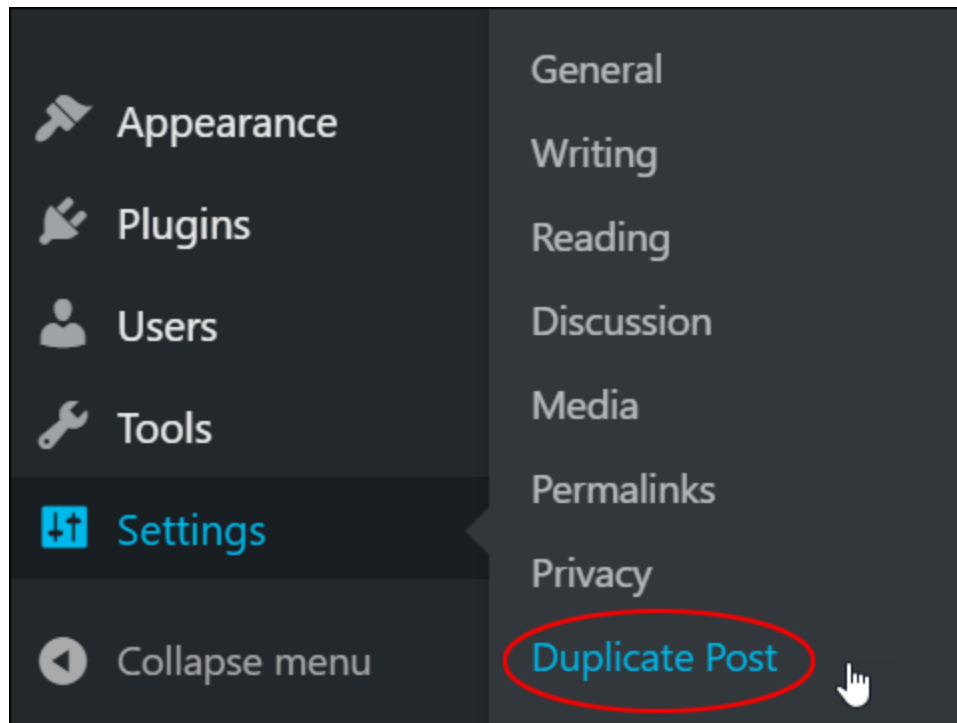 Appearance
Plugins
Users
Tools
Settings
Collapse menu
General
Writing
Reading
Discussion
Media
Permalinks
Privacy
Duplicate Post